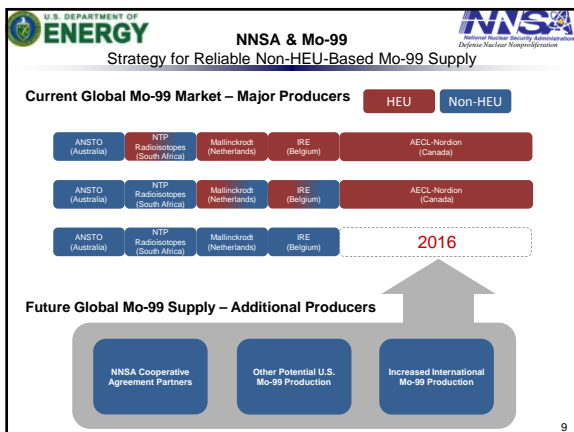 U.S. DEPARTMENT OF
ENERGY
NNSA
National Nuclear Security Administration
Defense Nuclear Nonproliferation
NNSA & Mo-99
Strategy for Reliable Non-HEU-Based Mo-99 Supply
Current Global Mo-99 Market – Major Producers
HEU
Non-HEU
ANSTO
(Australia)
NTP
Radioisotopes
(South Africa)
Mallinckrodt
(Netherlands)
IRE
(Belgium)
AECL-Nordion
(Canada)
ANSTO
(Australia)
NTP
Radioisotopes
(South Africa)
Mallinckrodt
(Netherlands)
IRE
(Belgium)
AECL-Nordion
(Canada)
ANSTO
(Australia)
NTP
Radioisotopes
(South Africa)
Mallinckrodt
(Netherlands)
IRE
(Belgium)
2016
Future Global Mo-99 Supply – Additional Producers
NNSA Cooperative
Agreement Partners
Other Potential U.S.
Mo-99 Production
Increased International
Mo-99 Production
9